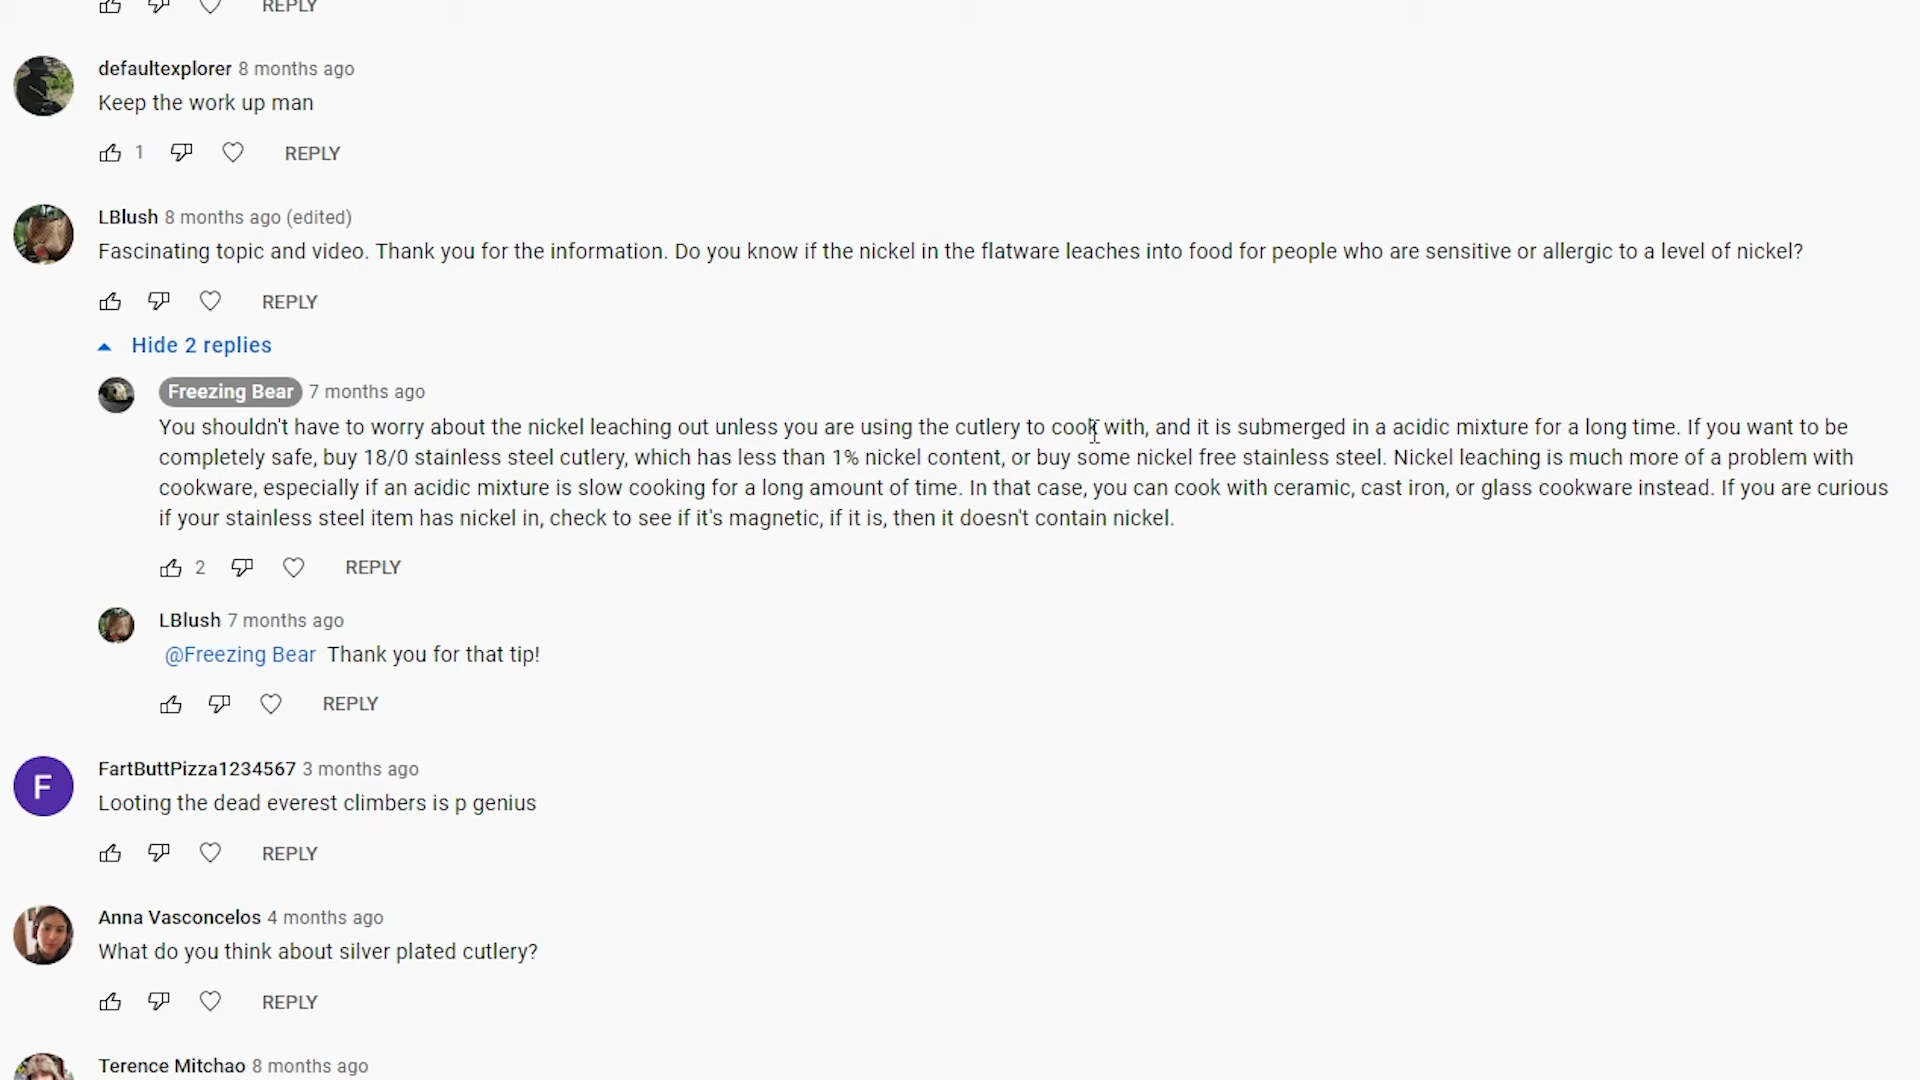 REPLY
defaultexplorer 8 months ago
Keep the work up man
1 REPLY
LBlush 8 months ago (edited)
Fascinating topic and video. Thank you for the information. Do you know if the nickel in the flatware leaches into food for people who are sensitive or allergic to a level of nickel?
REPLY
Hide 2 replies
Freezing Bear 7 months ago
You shouldn't have to worry about the nickel leaching out unless you are using the cutlery to cook with, and it is submerged in a acidic mixture for a long time. If you want to be
completely safe, buy 18/0 stainless steel cutlery, which has less than 1% nickel content, or buy some nickel free stainless steel. Nickel leaching is much more of a problem with
cookware, especially if an acidic mixture is slow cooking for a long amount of time. In that case, you can cook with ceramic, cast iron, or glass cookware instead. If you are curious
if your stainless steel item has nickel in, check to see if it's magnetic, if it is, then it doesn't contain nickel.
2 REPLY
LBlush 7 months ago
@Freezing Bear Thank you for that tip!
REPLY
F
FartButtPizza1234567 3 months ago
Looting the dead everest climbers is p genius
REPLY
Anna Vasconcelos 4 months ago
What do you think about silver plated cutlery?
REPLY
Terence Mitchao 8 months ago